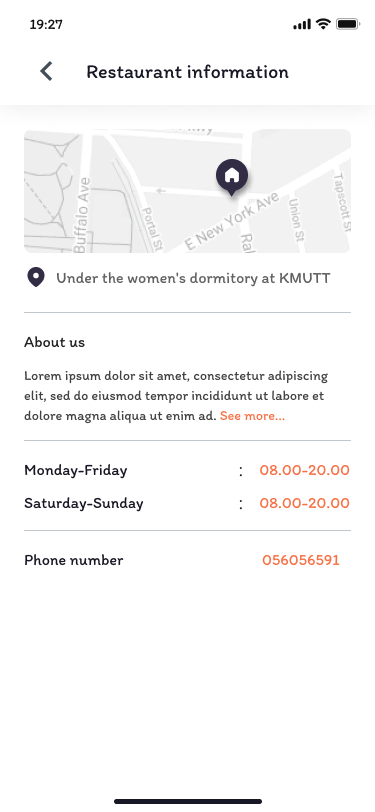 19:27
Restaurant information
Buffalo Ave
Portal St
E New York Ave
Union St
Tapscott St
Under the women's dormitory at KMUTT
About us
Lorem ipsum dolor sit amet, consectetur adipiscing
elit, sed do eiusmod tempor incididunt ut labore et
dolore magna aliqua ut enim ad. See more...
Monday-Friday : 08.00-20.00
Saturday-Sunday : 08.00-20.00
Phone number 056056591